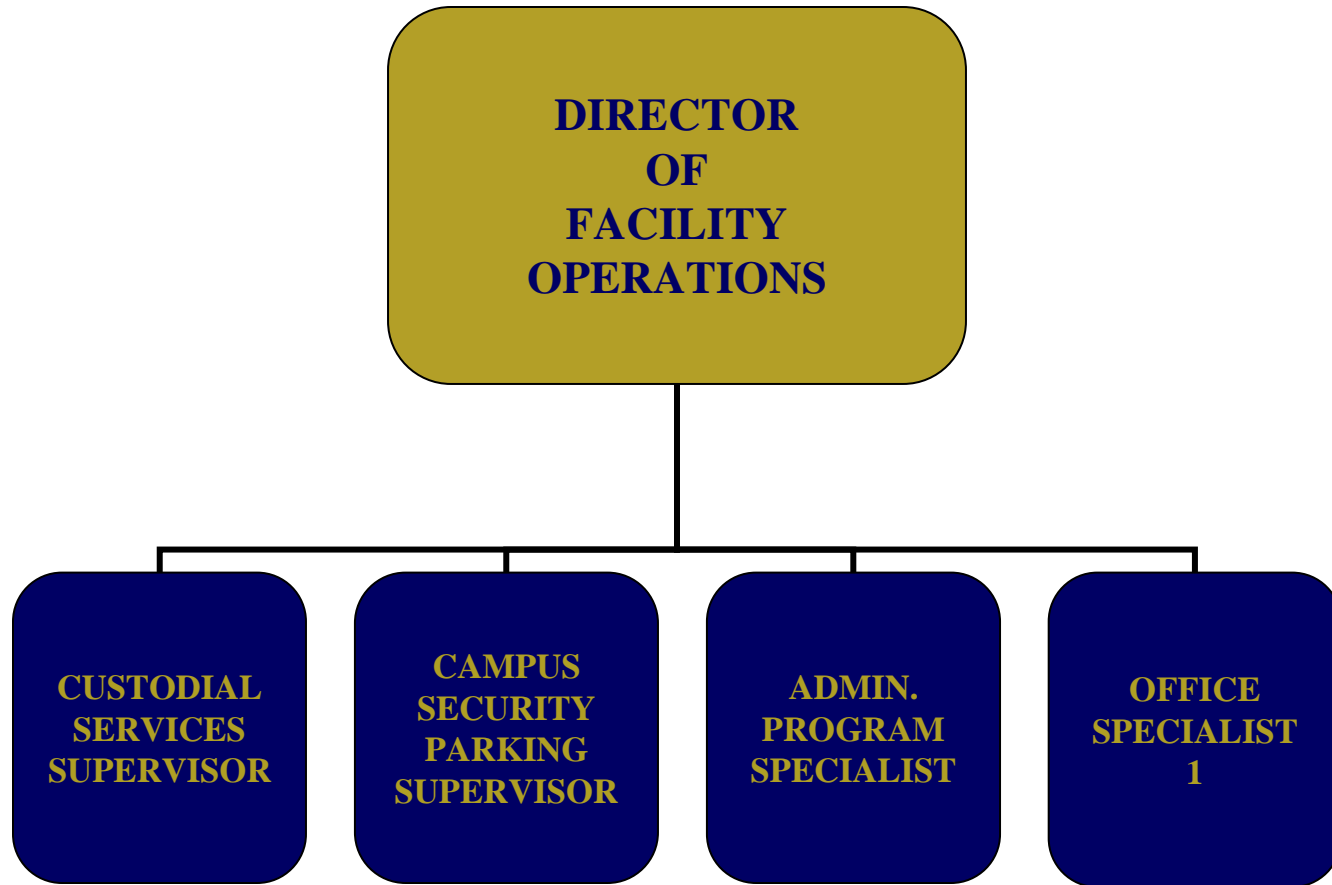 DIRECTOR
OF
FACILITY
OPERATIONS
CUSTODIAL
SERVICES
SUPERVISOR
CAMPUS
SECURITY
PARKING
SUPERVISOR
ADMIN.
PROGRAM
SPECIALIST
OFFICE
SPECIALIST
1